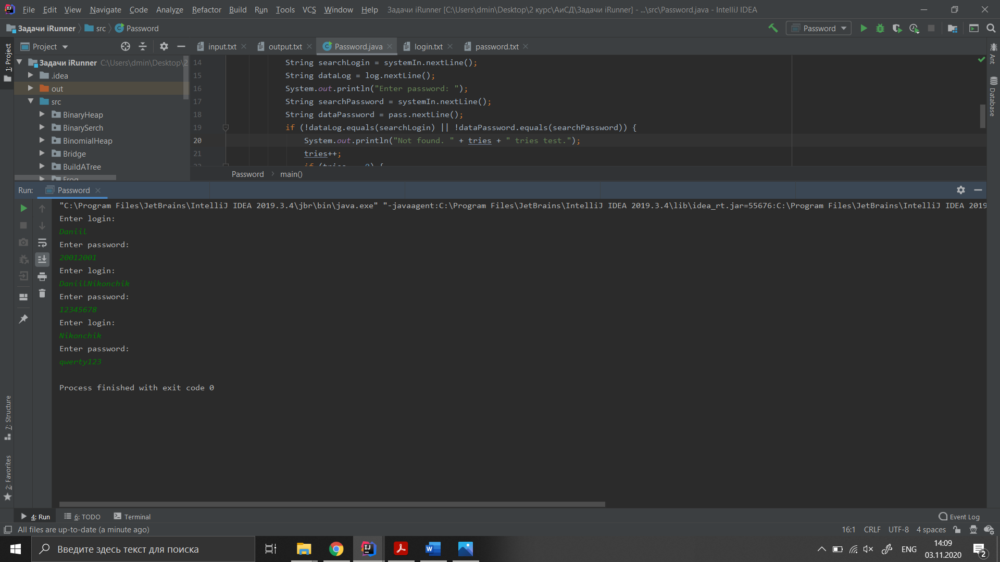 File Edit View Navigate Code Analyze Refactor Build Run Tools VCS Window Help Задачи iRunner [C:\Users\dmin\Desktop\2 курс\АиСД\Задачи iRunner] - ...\src\Password.java - IntelliJ IDEA
Задачи iRunner src Password
Password
Project
input.txt output.txt Password.java login.txt password.txt
1: Project
Ant
Database
Задачи iRunner C:\Users\dmin\Desktop\2
.idea
out
src
BinaryHeap
BinarySerch
BinomialHeap
Bridge
BuildATree
Frog
14 String searchLogin = systemIn.nextLine();
15 String dataLog = log.nextLine();
16 System.out.println("Enter password: ");
17 String searchPassword = systemIn.nextLine();
18 String dataPassword = pass.nextLine();
19 if (!dataLog.equals(searchLogin) || !dataPassword.equals(searchPassword)) {
20 System.out.println("Not found. " + tries + " tries test.");
21 tries++;
Password main()
Run: Password
"C:\Program Files\JetBrains\IntelliJ IDEA 2019.3.4\jbr\bin\java.exe" "-javaagent:C:\Program Files\JetBrains\IntelliJ IDEA 2019.3.4\lib\idea_rt.jar=55676:C:\Program Files\JetBrains\IntelliJ IDEA 2019
Enter login:
Daniil
Enter password:
20012001
Enter login:
DaniilNikonchik
Enter password:
12345678
Enter login:
Nikonchik
Enter password:
qwerty123
Process finished with exit code 0
7: Structure
2: Favorites
4: Run 6: TODO Terminal Event Log
All files are up-to-date (a minute ago) 16:1 CRLF UTF-8 4 spaces
Введите здесь текст для поиска
ENG
14:09
03.11.2020
2